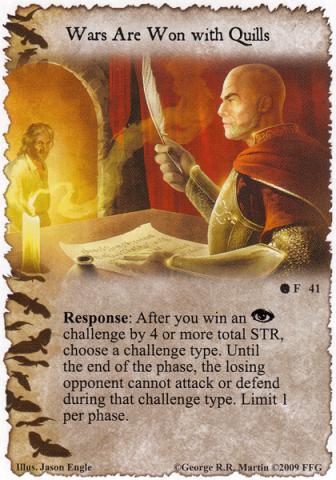 Wars Are Won with Quills
F 41
Response: After you win an
challenge by 4 or more total STR,
choose a challenge type. Until
the end of the phase, the losing
opponent cannot attack or defend
during that challenge type. Limit 1
per phase.
Illus. Jason Engle ©George R.R. Martin ©2009 FFG